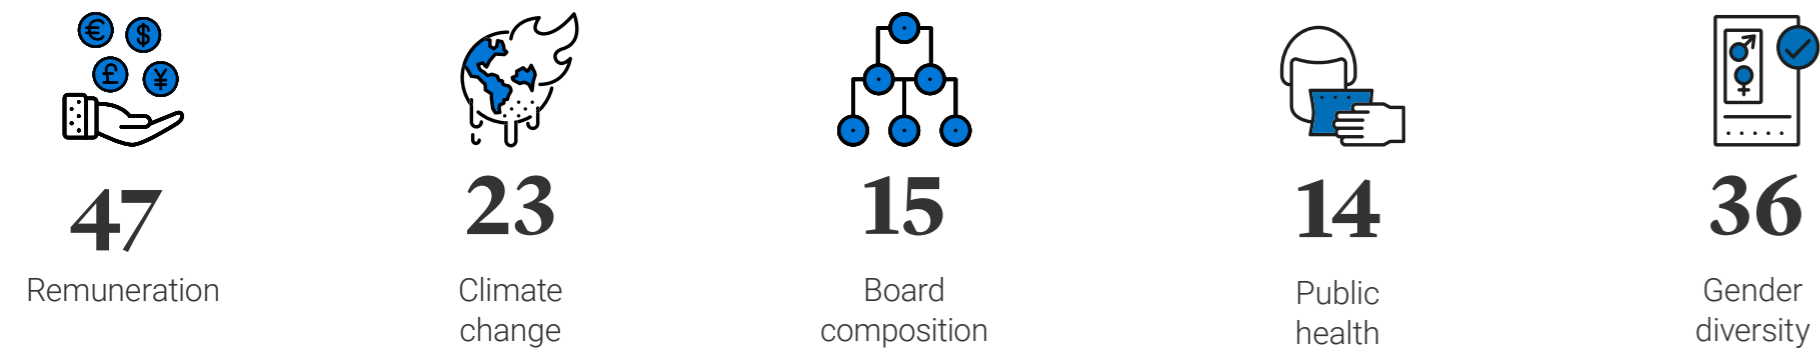 € $
£ ¥
47
Remuneration
23
Climate
change
15
Board
composition
14
Public
health
36
Gender
diversity